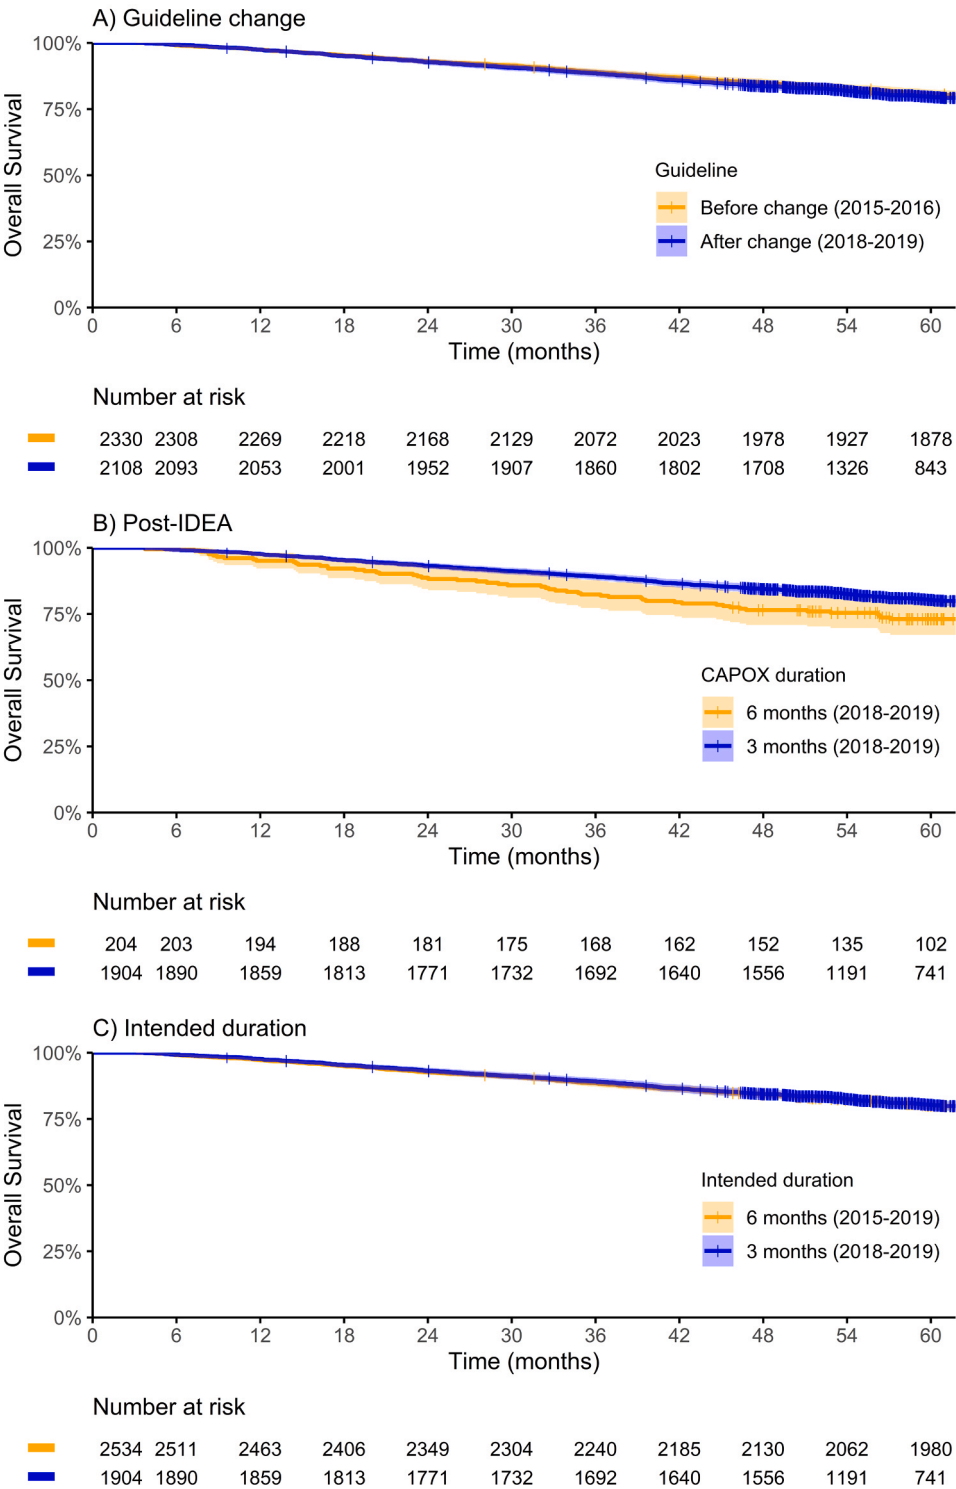 A) Guideline change
100%
75%
50%
25%
0%
Overall Survival
Guideline
Before change (2015-2016)
After change (2018-2019)
0 6 12 18 24 30 36 42 48 54 60
Time (months)
Number at risk
2330 2308 2269 2218 2168 2129 2072 2023 1978 1927 1878
2108 2093 2053 2001 1952 1907 1860 1802 1708 1326 843
B) Post-IDEA
100%
75%
50%
25%
0%
Overall Survival
CAPOX duration
6 months (2018-2019)
3 months (2018-2019)
0 6 12 18 24 30 36 42 48 54 60
Time (months)
Number at risk
204 203 194 188 181 175 168 162 152 135 102
1904 1890 1859 1813 1771 1732 1692 1640 1556 1191 741
C) Intended duration
100%
75%
50%
25%
0%
Overall Survival
Intended duration
6 months (2015-2019)
3 months (2018-2019)
0 6 12 18 24 30 36 42 48 54 60
Time (months)
Number at risk
2534 2511 2463 2406 2349 2304 2240 2185 2130 2062 1980
1904 1890 1859 1813 1771 1732 1692 1640 1556 1191 741